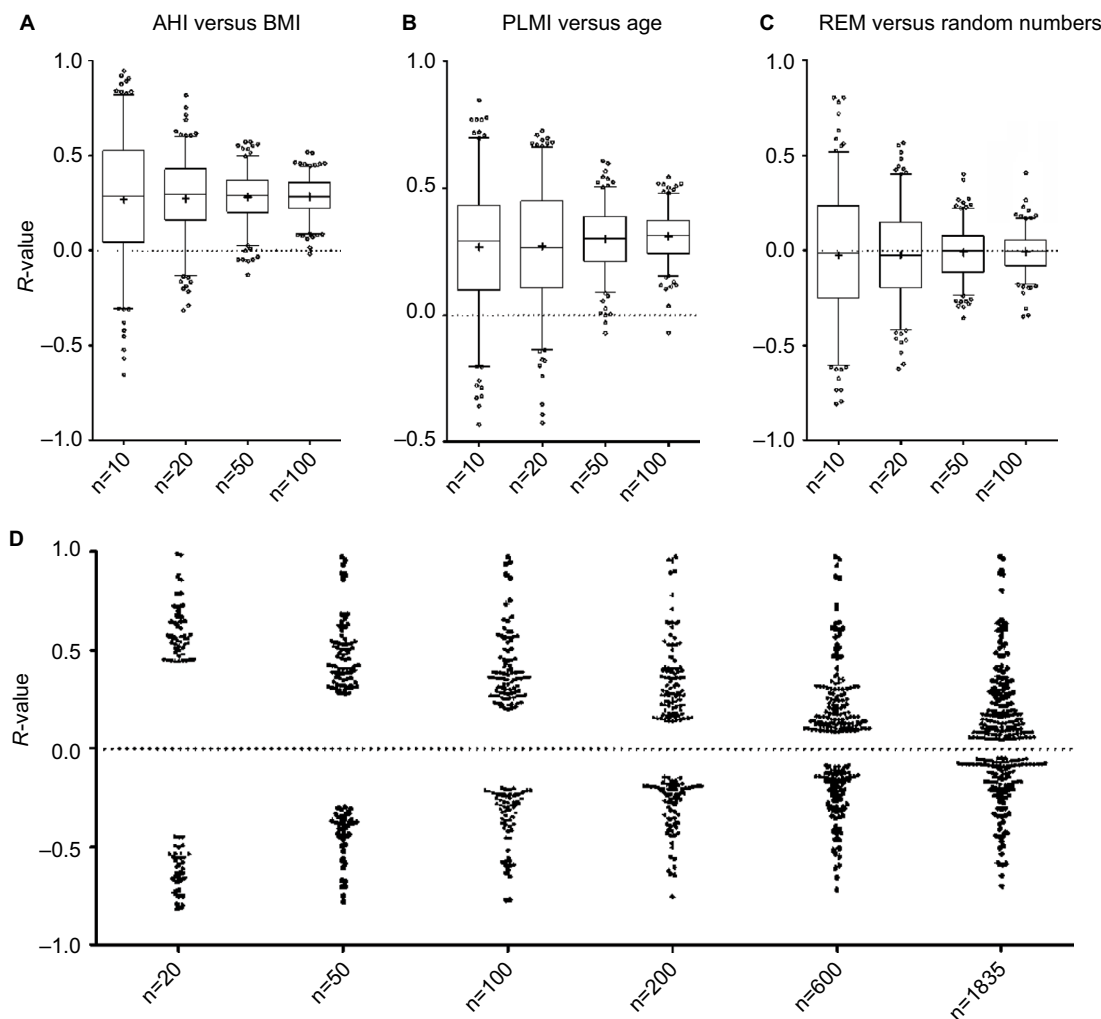 A AHI versus BMI
1.0
0.5
0.0
–0.5
–1.0
R-value
n=10 n=20 n=50 n=100
B PLMI versus age
1.0
0.5
0.0
–0.5
n=10 n=20 n=50 n=100
C REM versus random numbers
1.0
0.5
0.0
–0.5
–1.0
n=10 n=20 n=50 n=100
D
1.0
0.5
0.0
–0.5
–1.0
R-value
n=20 n=50 n=100 n=200 n=600 n=1835